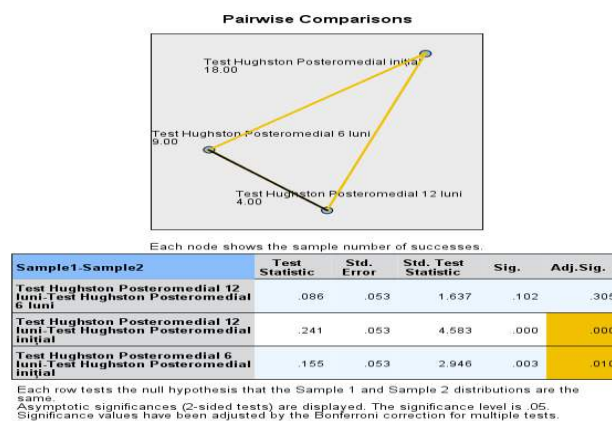 Pairwise Comparisons
Test Hughston Posteromedial inițial
18.00
Test Hughston Posteromedial 6 luni
9.00
Test Hughston Posteromedial 12 luni
4.00
Each node shows the sample number of successes.
Sample1-Sample2 Test Statistic Std. Error Std. Test Statistic Sig. Adj.Sig.
Test Hughston Posteromedial 12
luni-Test Hughston Posteromedial
6 luni
.086 .053 1.637 .102 .305
Test Hughston Posteromedial 12
luni-Test Hughston Posteromedial
inițial
.241 .053 4.583 .000 .000
Test Hughston Posteromedial 6
luni-Test Hughston Posteromedial
inițial
.155 .053 2.946 .003 .010
Each row tests the null hypothesis that the Sample 1 and Sample 2 distributions are the
same.
Asymptotic significances (2-sided tests) are displayed. The significance level is .05.
Significance values have been adjusted by the Bonferroni correction for multiple tests.